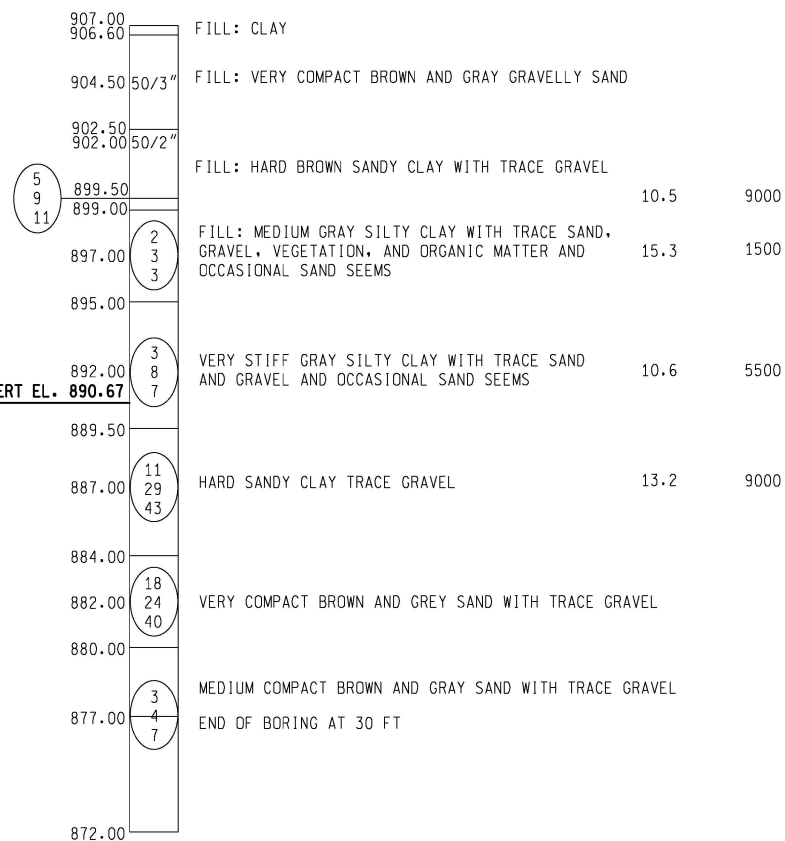 907.00
906.60
FILL: CLAY
904.50 50/3" FILL: VERY COMPACT BROWN AND GRAY GRAVELLY SAND
902.50
902.00 50/2"
FILL: HARD BROWN SANDY CLAY WITH TRACE GRAVEL
5
9
11
899.50
10.5 9000
899.00
2
3
3
897.00
FILL: MEDIUM GRAY SILTY CLAY WITH TRACE SAND,
GRAVEL, VEGETATION, AND ORGANIC MATTER AND
OCCASIONAL SAND SEEMS
15.3 1500
895.00
3
8
7
892.00
VERY STIFF GRAY SILTY CLAY WITH TRACE SAND
AND GRAVEL AND OCCASIONAL SAND SEEMS
10.6 5500
ERT EL. 890.67
889.50
11
29
43
887.00
HARD SANDY CLAY TRACE GRAVEL
13.2 9000
884.00
18
24
40
882.00
VERY COMPACT BROWN AND GREY SAND WITH TRACE GRAVEL
880.00
3
4
7
MEDIUM COMPACT BROWN AND GRAY SAND WITH TRACE GRAVEL
877.00
END OF BORING AT 30 FT
872.00